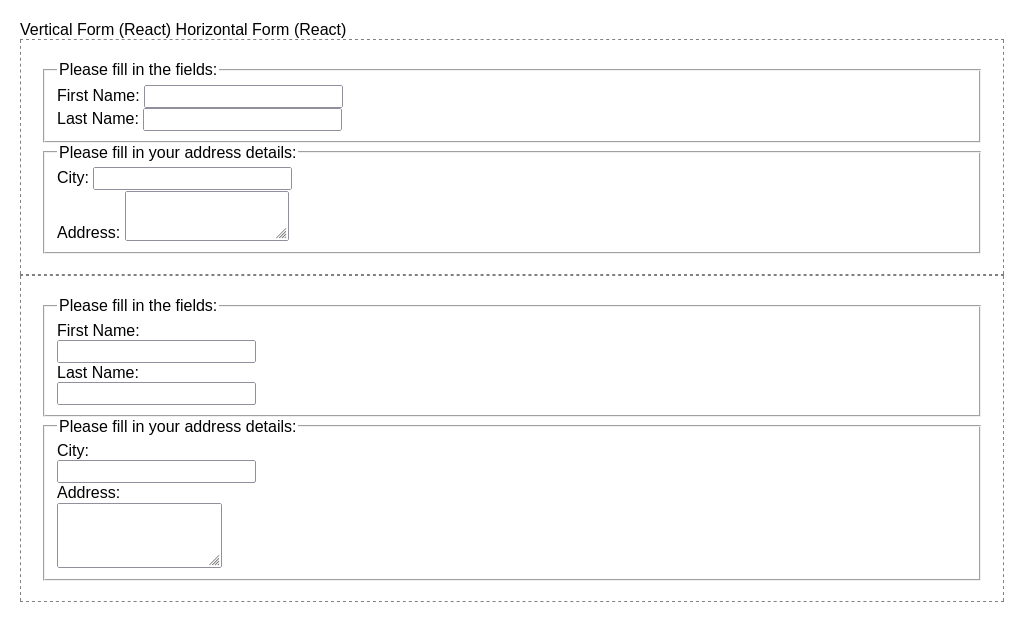 Vertical Form (React) Horizontal Form (React)
Please fill in the fields:
First Name:
Last Name:
Please fill in your address details:
City:
Address:
Please fill in the fields:
First Name:
Last Name:
Please fill in your address details:
City:
Address: